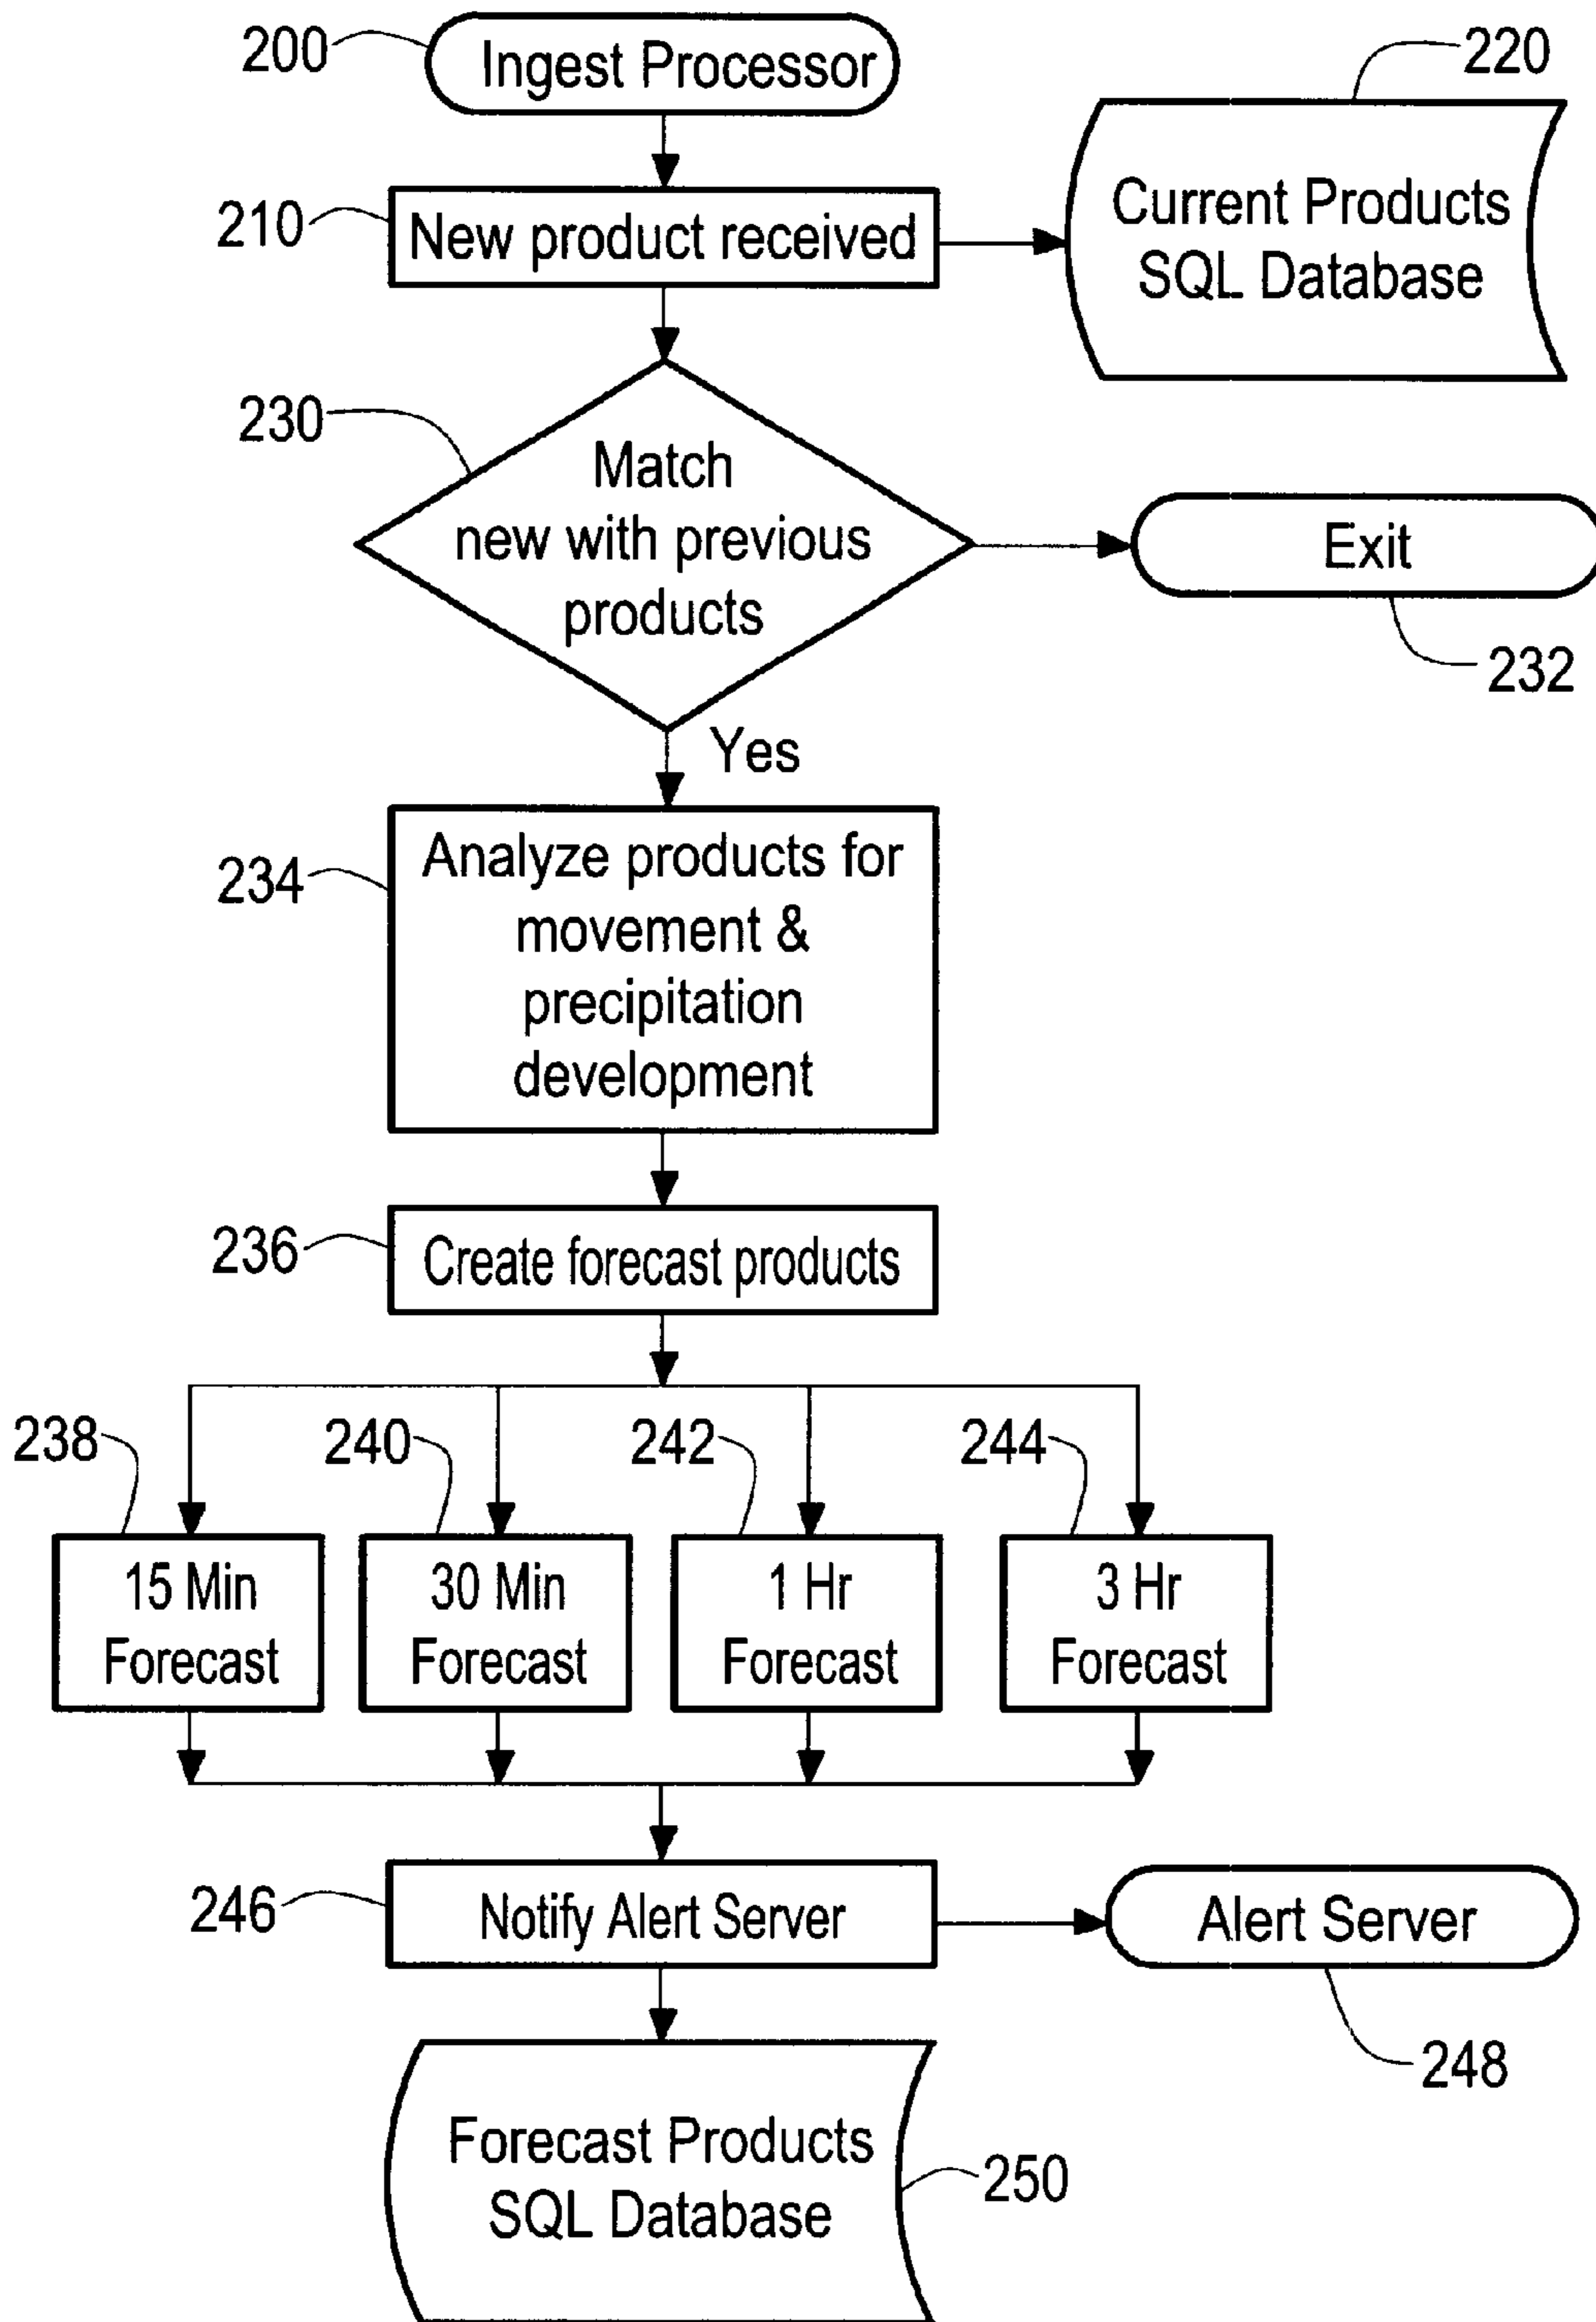 200
Ingest Processor
220
210
New product received
Current Products
SQL Database
230
Match
new with previous
products
Exit
232
Yes
234
Analyze products for
movement &
precipitation
development
236
Create forecast products
238
240
242
244
15 Min
Forecast
30 Min
Forecast
1 Hr
Forecast
3 Hr
Forecast
246
Notify Alert Server
Alert Server
248
Forecast Products
SQL Database
250